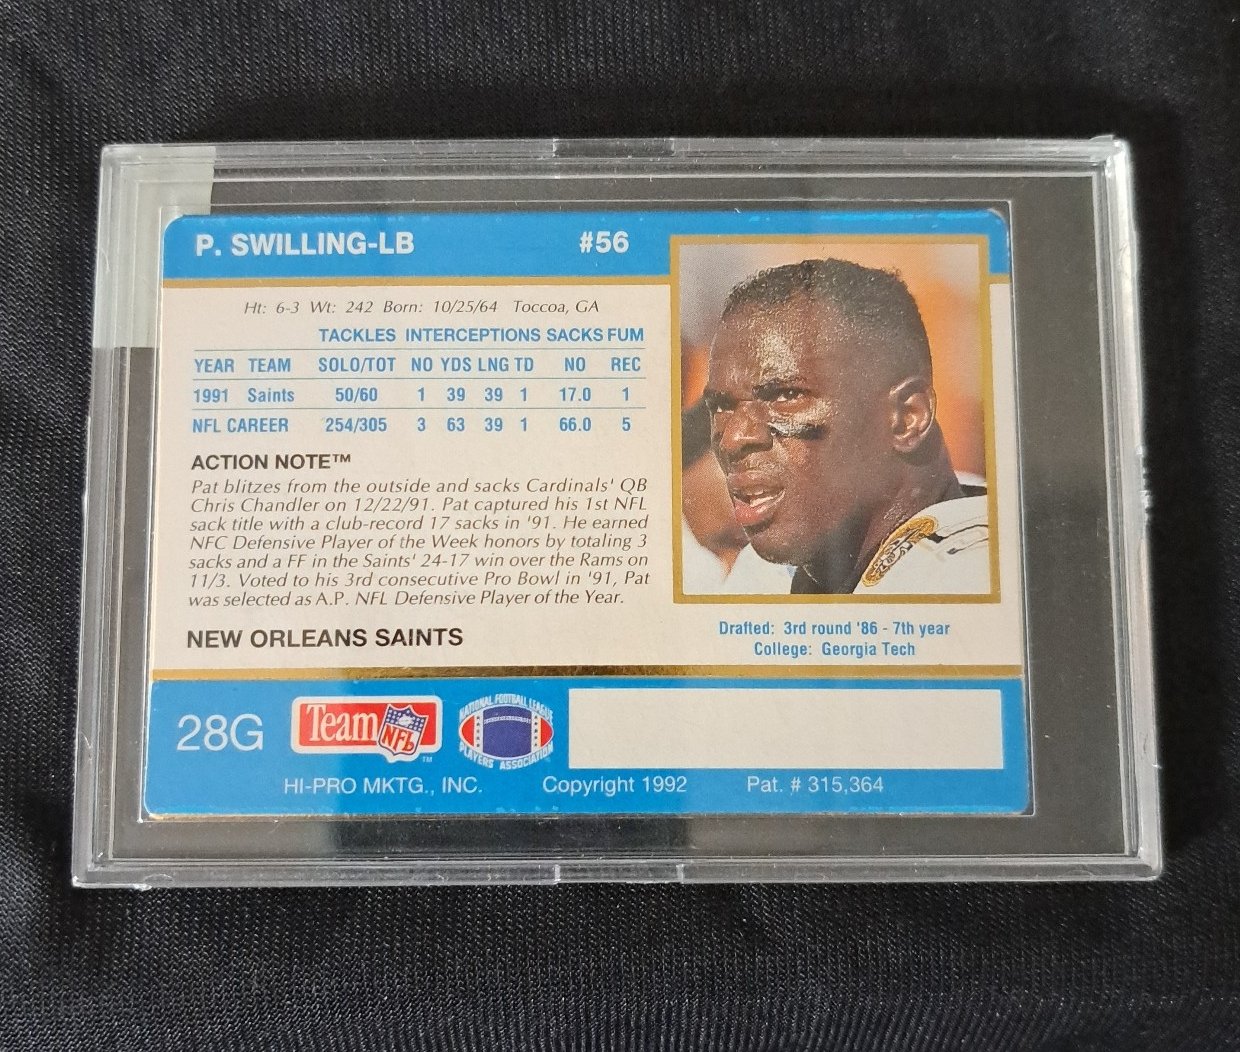 P. SWILLING-LB #56
Ht: 6-3 Wt: 242 Born: 10/25/64 Toccoa, GA
TACKLES INTERCEPTIONS SACKS FUM
YEAR TEAM SOLO/TOT NO YDS LNG TD NO REC
1991 Saints 50/60 1 39 39 1 17.0 1
NFL CAREER 254/305 3 63 39 1 66.0 5
ACTION NOTE™
Pat blitzes from the outside and sacks Cardinals' QB
Chris Chandler on 12/22/91. Pat captured his 1st NFL
sack title with a club-record 17 sacks in '91. He earned
NFC Defensive Player of the Week honors by totaling 3
sacks and a FF in the Saints' 24-17 win over the Rams on
11/3. Voted to his 3rd consecutive Pro Bowl in '91, Pat
was selected as A.P. NFL Defensive Player of the Year.
NEW ORLEANS SAINTS
Drafted: 3rd round '86 - 7th year
College: Georgia Tech
28G
Team NFL ™
NATIONAL FOOTBALL LEAGUE
PLAYERS ASSOCIATION
HI-PRO MKTG., INC. Copyright 1992 Pat. # 315,364